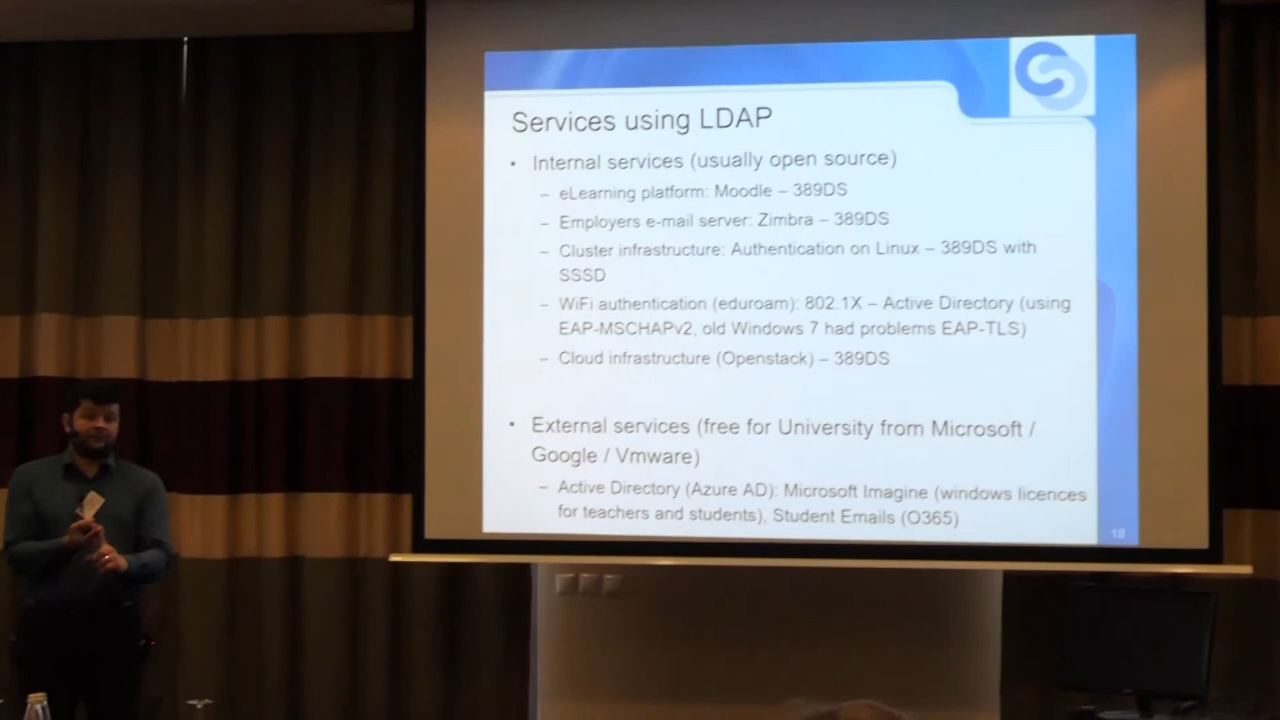 Services using LDAP
• Internal services (usually open source)
– eLearning platform: Moodle – 389DS
– Employers e-mail server: Zimbra – 389DS
– Cluster infrastructure: Authentication on Linux – 389DS with
SSSD
– WiFi authentication (eduroam): 802.1X – Active Directory (using
EAP-MSCHAPv2, old Windows 7 had problems EAP-TLS)
– Cloud infrastructure (Openstack) – 389DS
• External services (free for University from Microsoft /
Google / Vmware)
– Active Directory (Azure AD): Microsoft Imagine (windows licences
for teachers and students), Student Emails (O365)